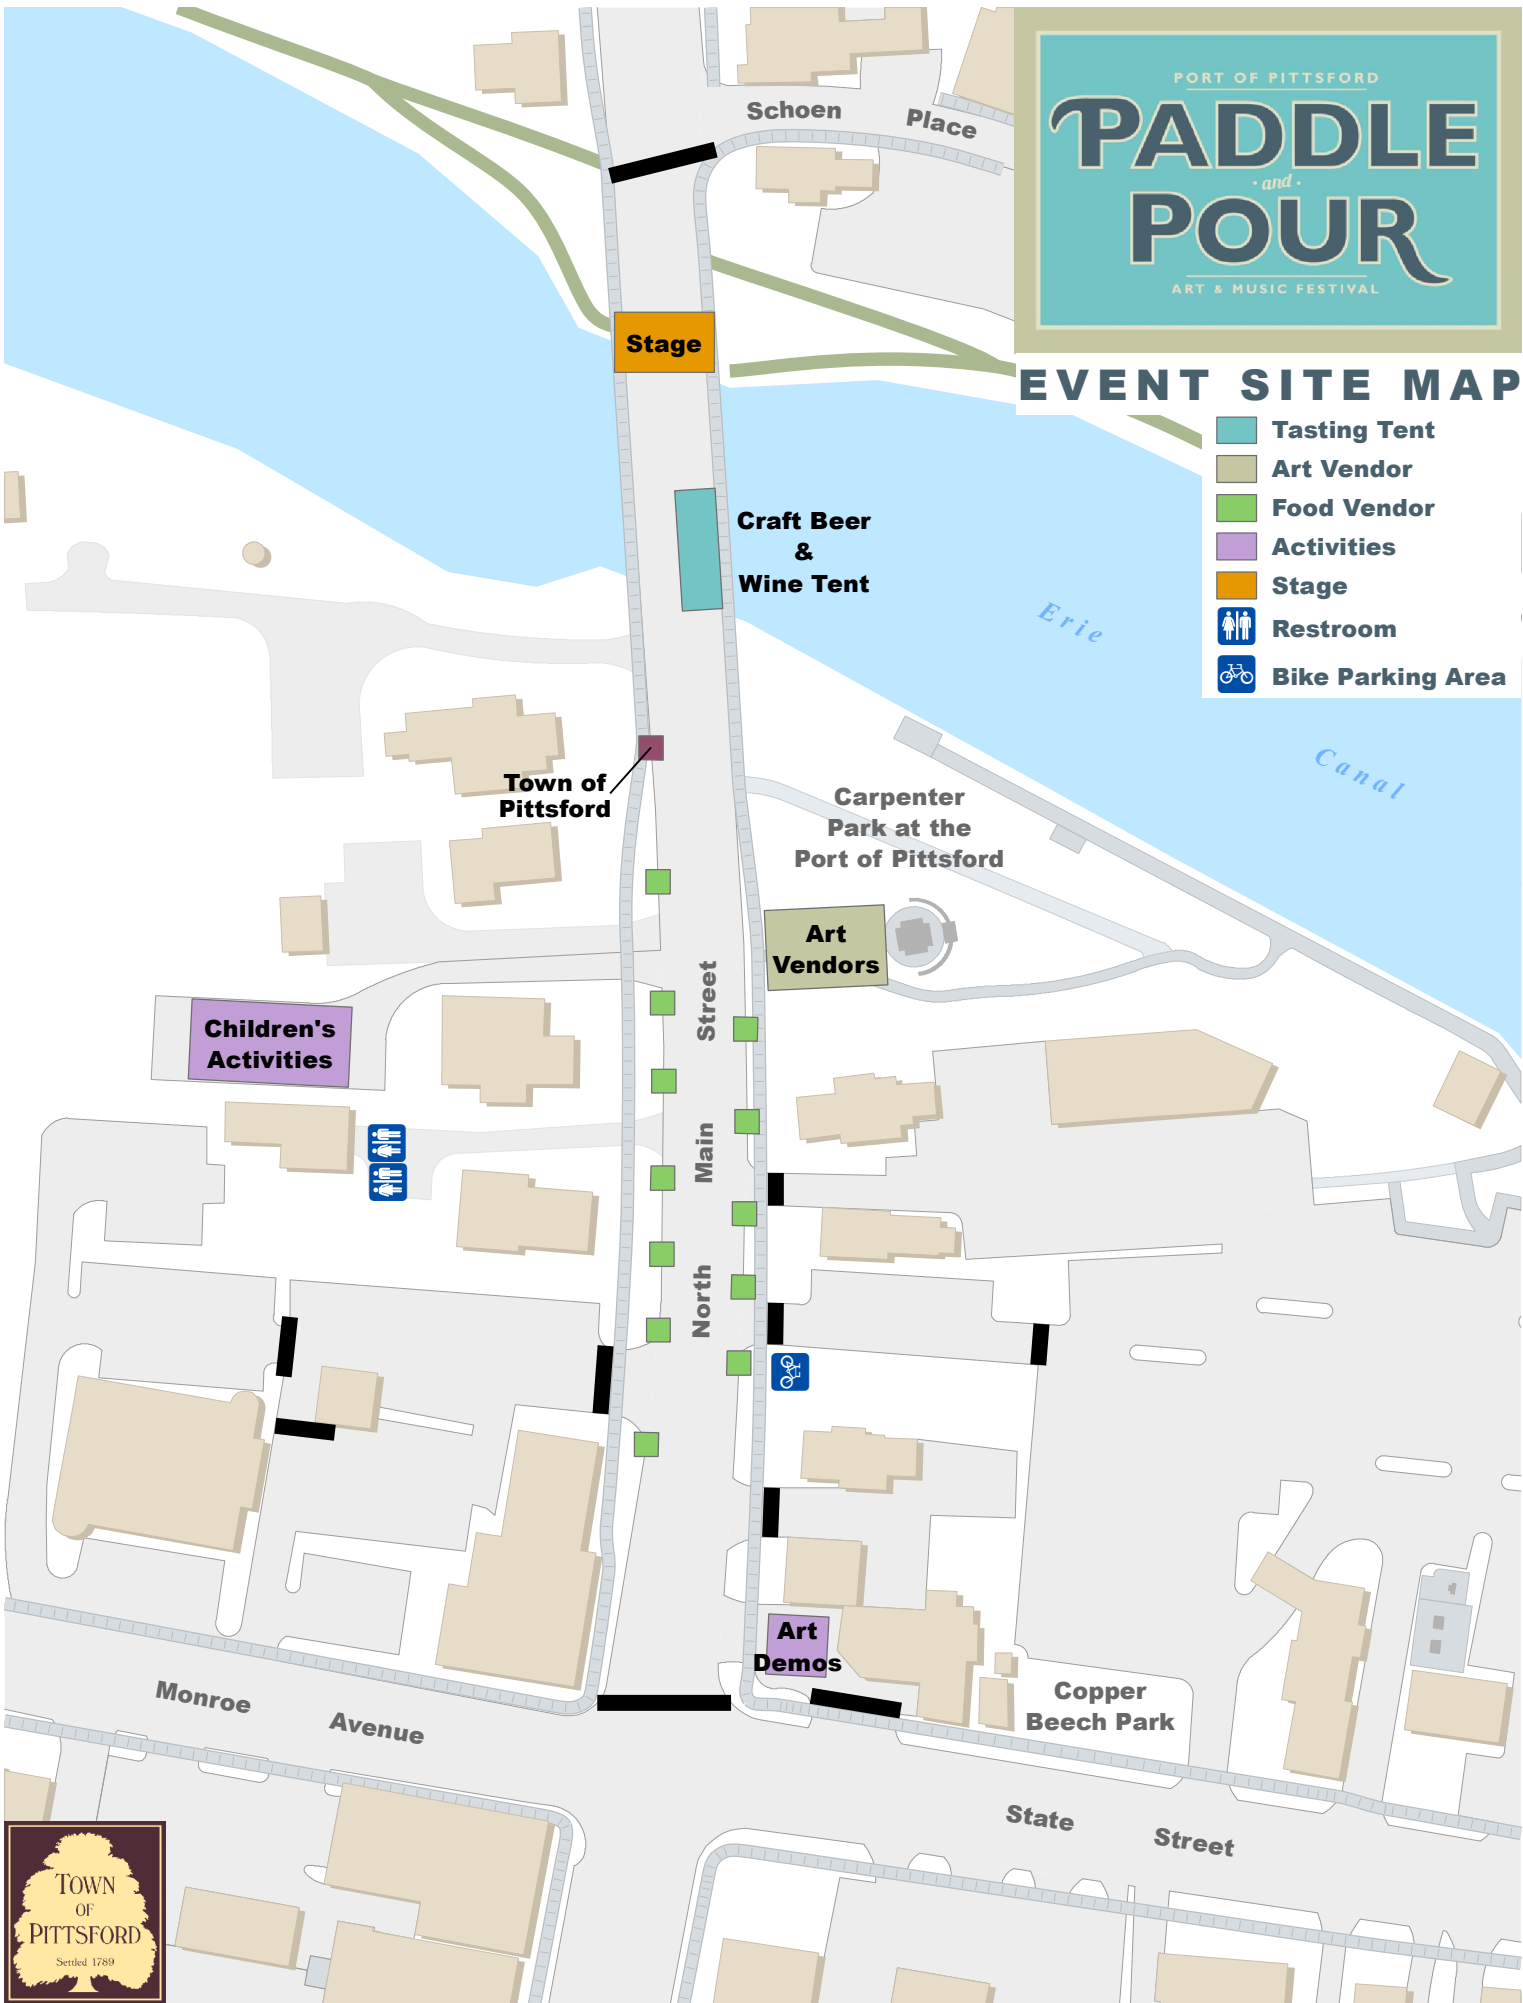 PORT OF PITTSFORD
PADDLE
· and ·
POUR
ART & MUSIC FESTIVAL
EVENT SITE MAP
Tasting Tent
Art Vendor
Food Vendor
Activities
Stage
Restroom
Bike Parking Area
Schoen Place
Stage
Craft Beer
&
Wine Tent
Erie
Canal
Town of
Pittsford
Carpenter
Park at the
Port of Pittsford
Art
Vendors
Children's
Activities
North Main Street
Art
Demos
Copper
Beech Park
Monroe Avenue
State Street
TOWN
OF
PITTSFORD
Settled 1789